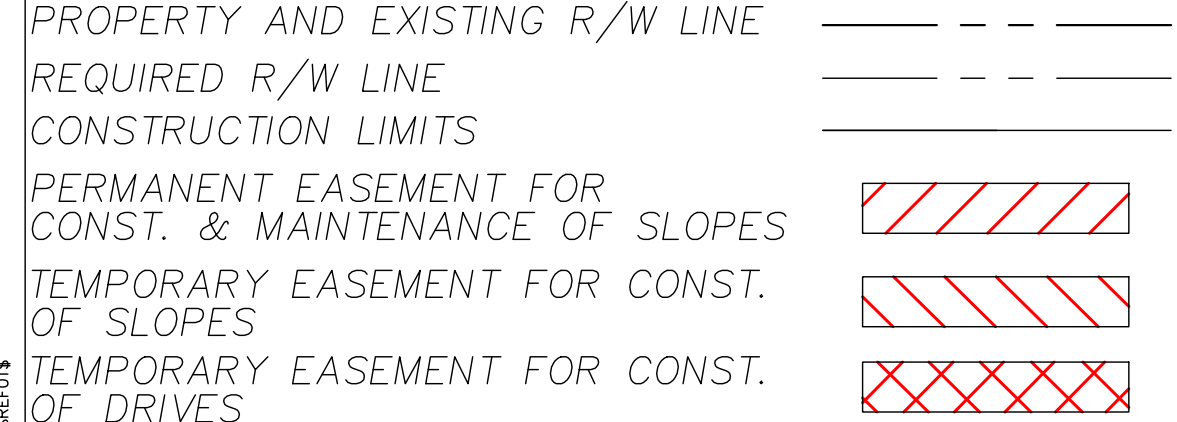 PROPERTY AND EXISTING R/W LINE
REQUIRED R/W LINE
CONSTRUCTION LIMITS
PERMANENT EASEMENT FOR
CONST. & MAINTENANCE OF SLOPES
TEMPORARY EASEMENT FOR CONST.
OF SLOPES
TEMPORARY EASEMENT FOR CONST.
OF DRIVES